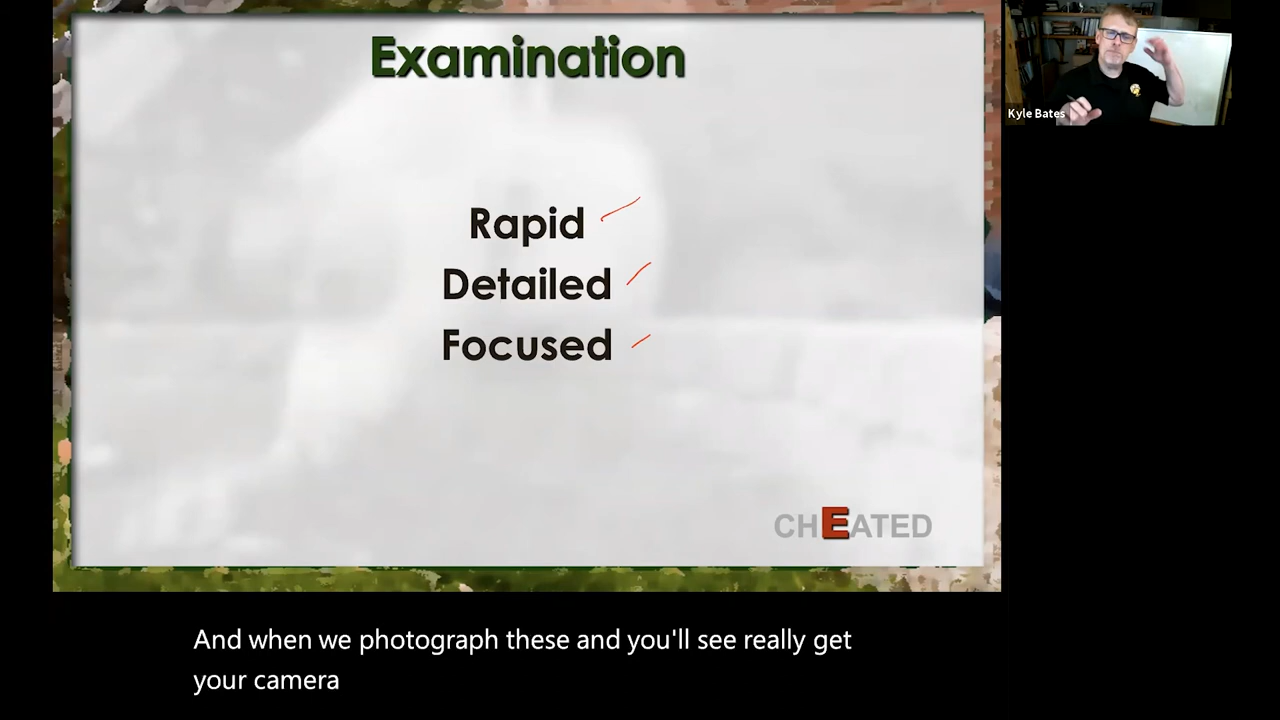 Examination
Rapid
Detailed
Focused
CHEATED
Kyle Bates
And when we photograph these and you'll see really get
your camera